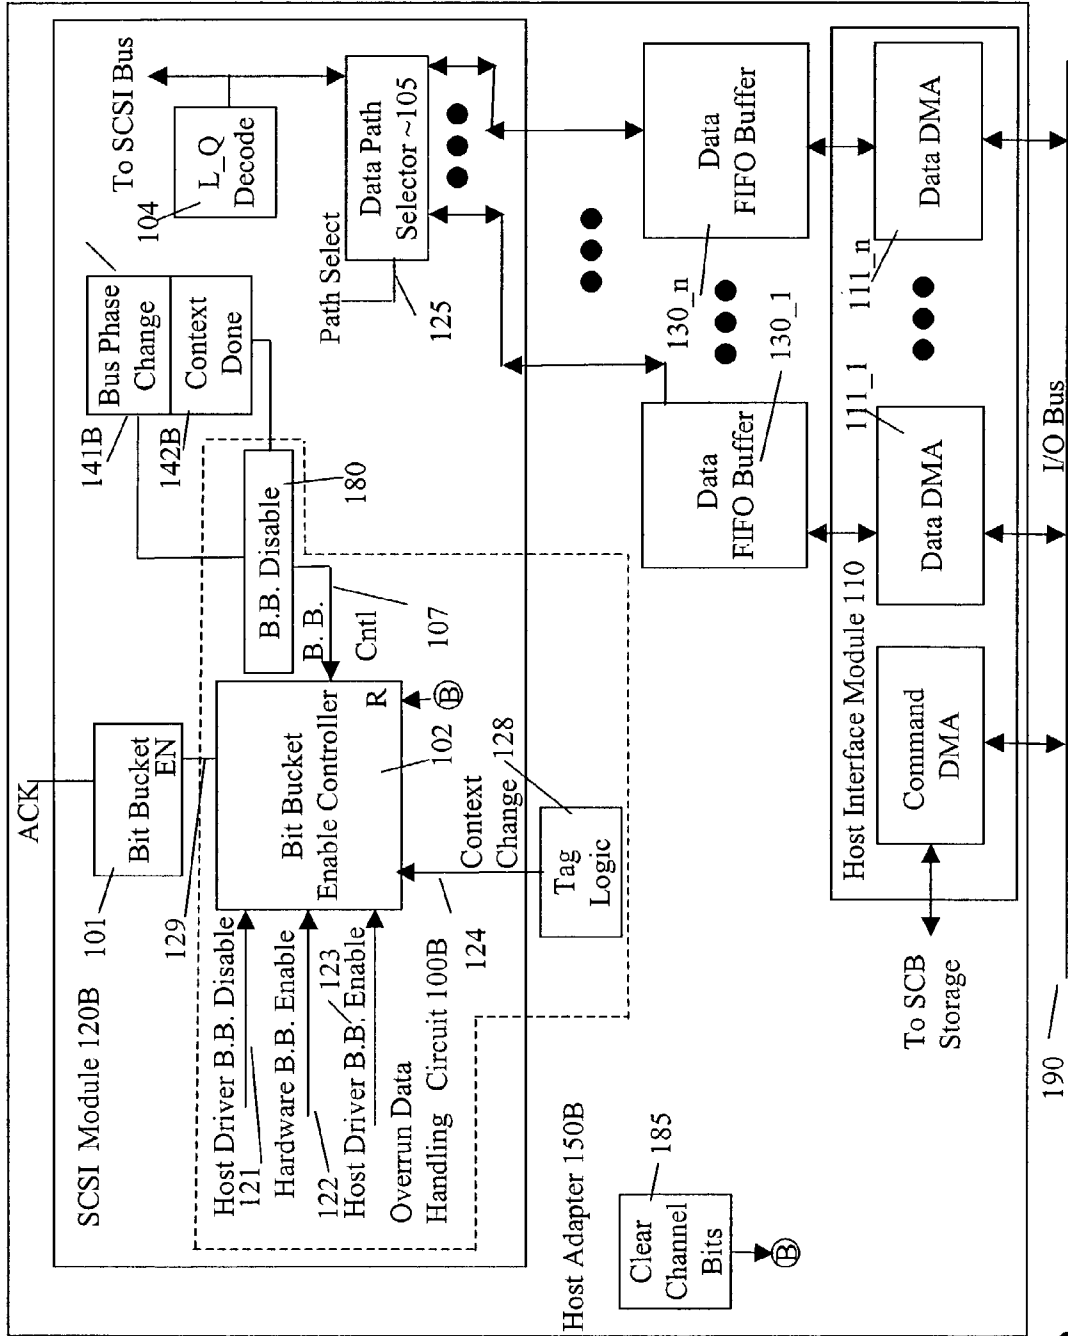 ACK
To SCSI Bus
SCSI Module 120B
101
Bit Bucket
EN
129
141B
Bus Phase
Change
142B
Context
Done
104
L_Q
Decode
Host Driver B.B. Disable
121
Hardware B.B. Enable
122
123
Host Driver B.B. Enable
Overrun Data
Handling Circuit 100B
Bit Bucket
Enable Controller
102
R
B
B.B. Disable
180
B. B.
Cntl
107
Path Select
125
Data Path
Selector ~105
124
Context
Change
128
Tag
Logic
Host Adapter 150B
185
Clear
Channel
Bits
B
Data
FIFO Buffer
130_1
Data
FIFO Buffer
130_n
Host Interface Module 110
To SCB
Storage
Command
DMA
111_1
Data DMA
111_n
Data DMA
190
I/O Bus